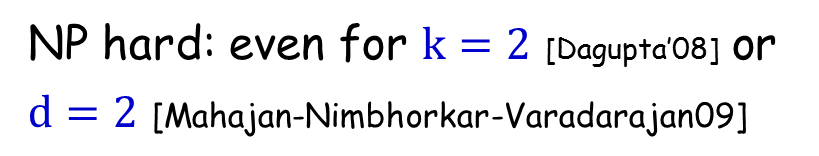 NP hard: even for k = 2 [Dagupta'08] or
d = 2 [Mahajan-Nimbhorkar-Varadarajan09]